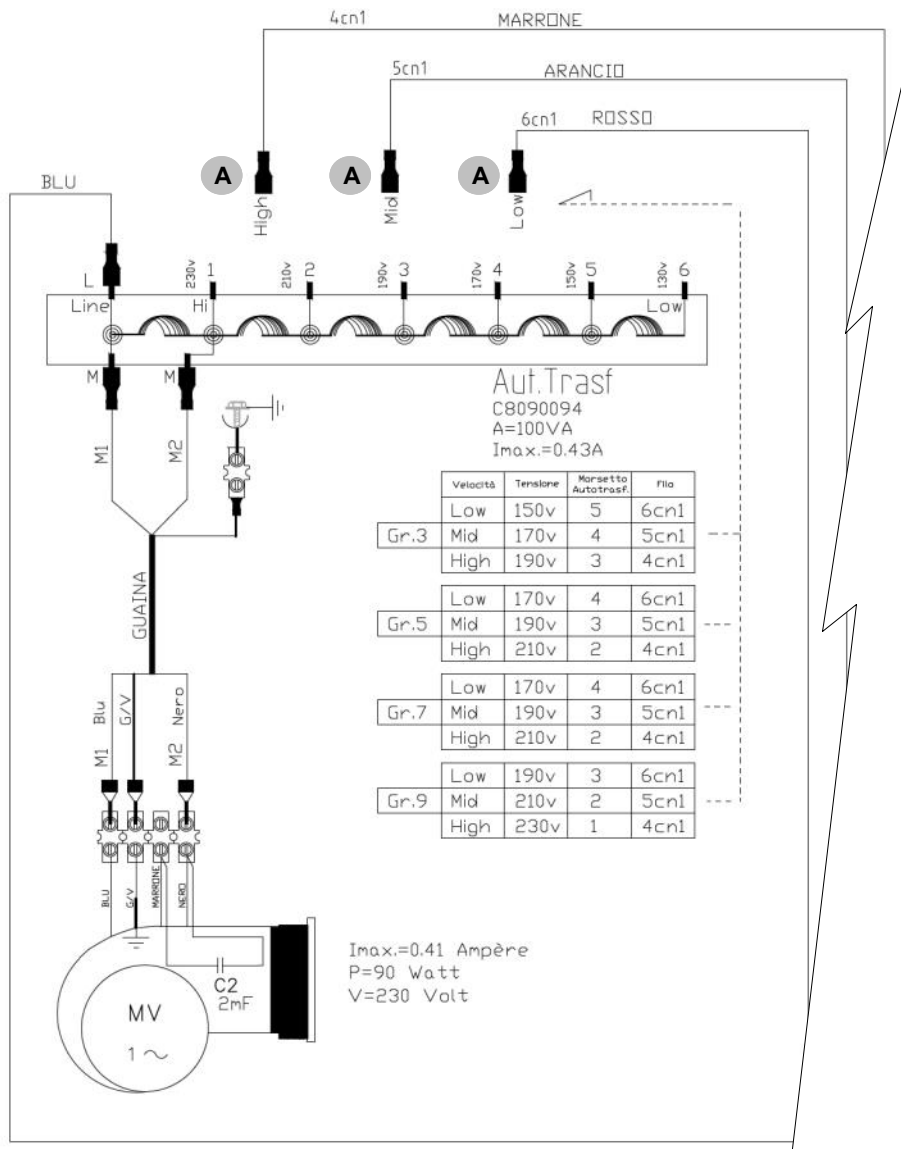 4cn1 MARRONE
5cn1 ARANCIO
6cn1 ROSSO
A A A
BLU
High Mid Low
L 230v 1 210v 2 190v 3 170v 4 150v 5 130v 6
Line Hi Low
M M
Aut.Trasf
C8090094
A=100VA
Imax.=0.43A
M1 M2
Velocità Tensione Morsetto Autotrasf. Filo
Gr.3
Low 150v 5 6cn1
Mid 170v 4 5cn1
High 190v 3 4cn1
Gr.5
Low 170v 4 6cn1
Mid 190v 3 5cn1
High 210v 2 4cn1
Gr.7
Low 170v 4 6cn1
Mid 190v 3 5cn1
High 210v 2 4cn1
Gr.9
Low 190v 3 6cn1
Mid 210v 2 5cn1
High 230v 1 4cn1
GUAINA
M1 Blu G/V M2 Nero
BLU G/V MARRONE NERO
C2
2mF
MV
1 ~
Imax.=0.41 Ampère
P=90 Watt
V=230 Volt